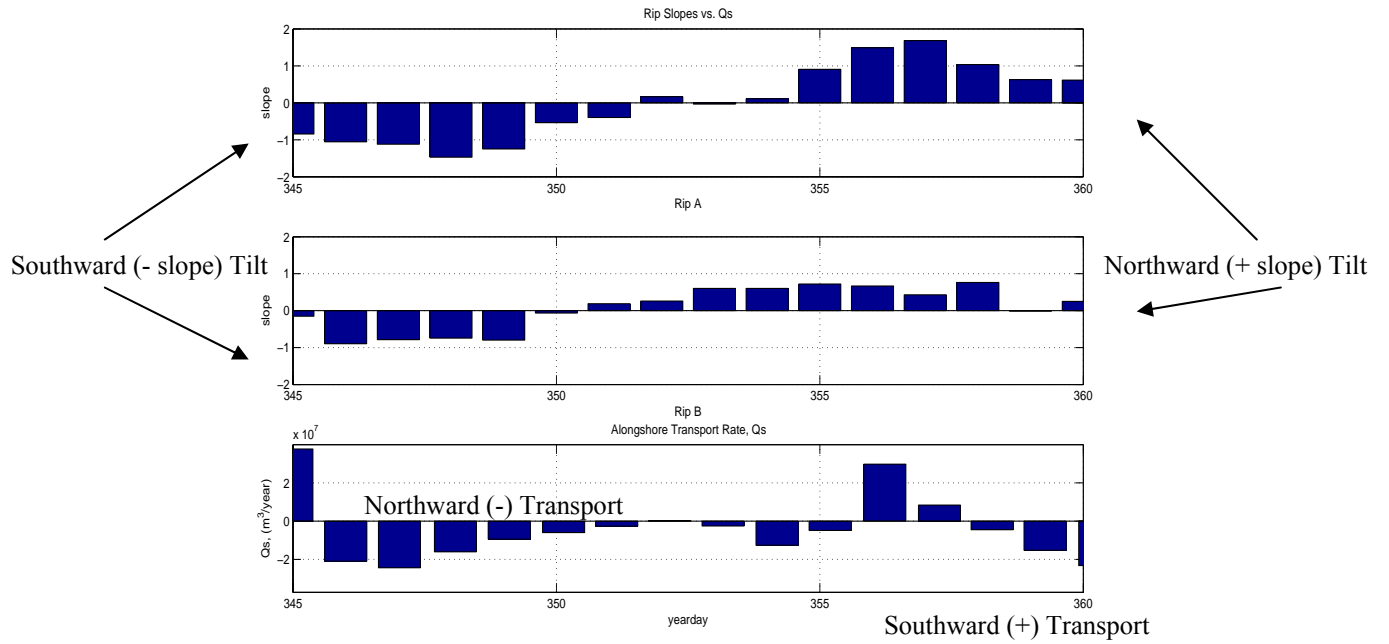 Rip Slopes vs. Qs
2
1
0
−1
−2
slope
345
350
355
360
Rip A
Southward (- slope) Tilt
Northward (+ slope) Tilt
2
1
0
−1
−2
slope
345
350
355
360
Rip B
Alongshore Transport Rate, Qs
x 10^7
2
0
−2
Qs, (m^3/year)
Northward (-) Transport
345
350
355
360
yearday
Southward (+) Transport